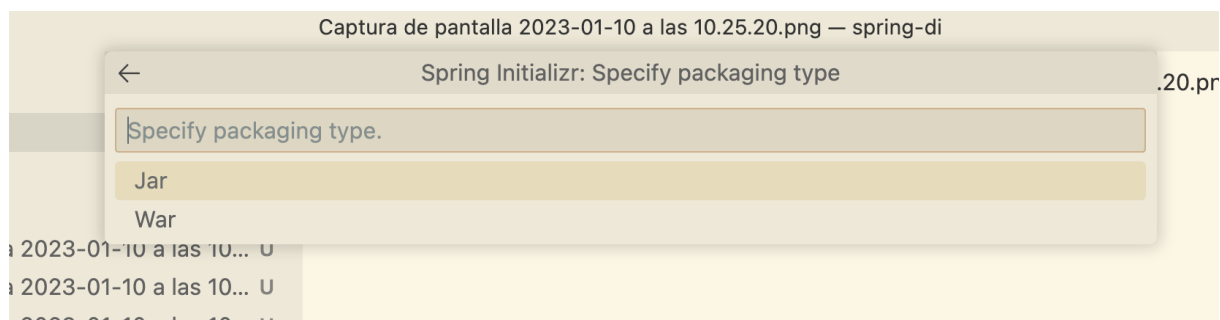 Captura de pantalla 2023-01-10 a las 10.25.20.png — spring-di
← Spring Initializr: Specify packaging type
.20.pn
Specify packaging type.
Jar
War
a 2023-01-10 a las 10... U
a 2023-01-10 a las 10... U